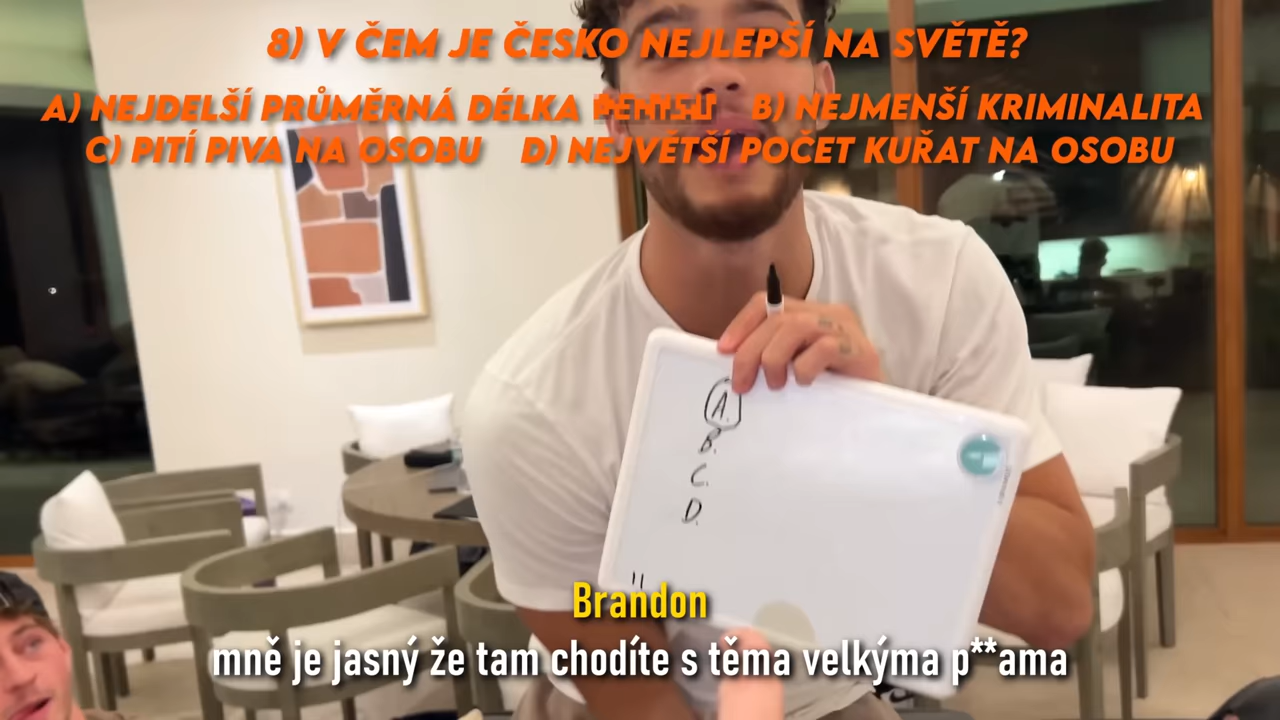 8) V ČEM JE ČESKO NEJLEPŠÍ NA SVĚTĚ?
A) NEJDELŠÍ PRŮMĚRNÁ DÉLKA B) NEJMENŠÍ KRIMINALITA
C) PITÍ PIVA NA OSOBU D) NEJVĚTŠÍ POČET KUŘAT NA OSOBU
A.
B.
C.
D.
Brandon
mně je jasný že tam chodíte s těma velkýma p**ama